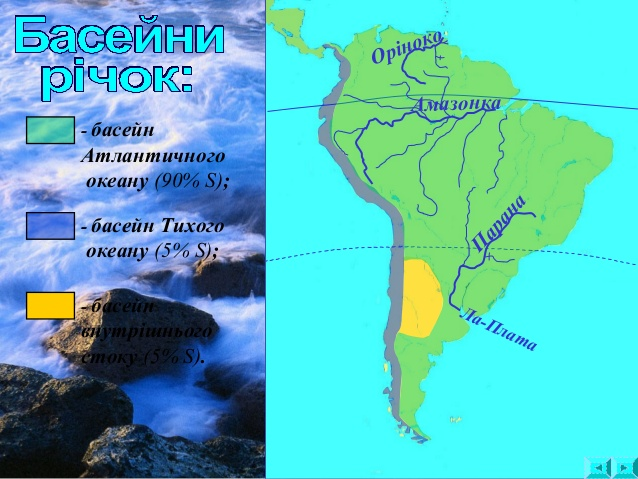 Басейни
річок:
- басейн
Атлантичного
океану (90% S);
- басейн Тихого
океану (5% S);
- басейн
внутрішнього
стоку (5% S).
Оріноко
Амазонка
Парана
Ла-Плата